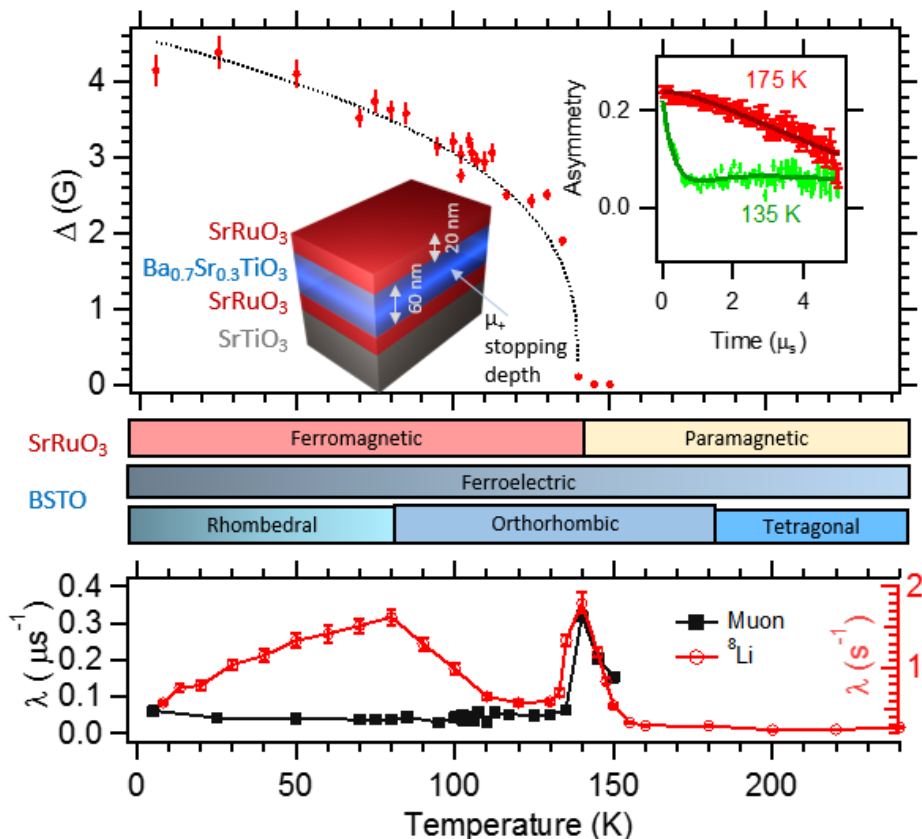 4
3
2
1
0
Δ (G)
SrRuO3
Ba0.7Sr0.3TiO3
SrRuO3
SrTiO3
20 nm
60 nm
μ+
stopping
depth
0.2
0.0
Asymmetry
175 K
135 K
0 2 4
Time (μs)
SrRuO3
Ferromagnetic Paramagnetic
BSTO
Ferroelectric
Rhombedral Orthorhombic Tetragonal
0.4
0.3
0.2
0.1
0.0
λ (μs-1)
Muon
8Li
2
1
λ (s-1)
0 50 100 150 200
Temperature (K)